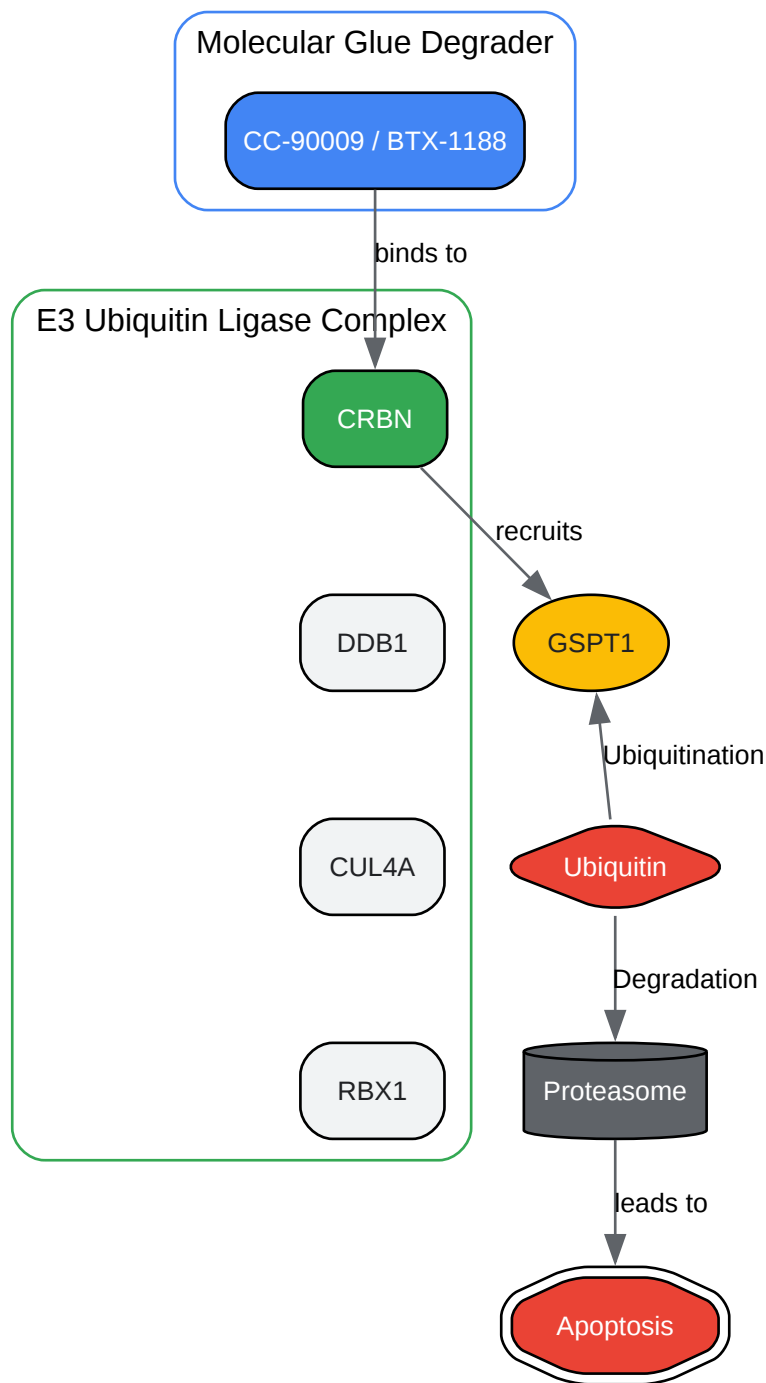 Molecular Glue Degrader
CC-90009 / BTX-1188
binds to
E3 Ubiquitin Ligase Complex
CRBN
recruits
DDB1
GSPT1
Ubiquitination
CUL4A
Ubiquitin
Degradation
RBX1
Proteasome
leads to
Apoptosis